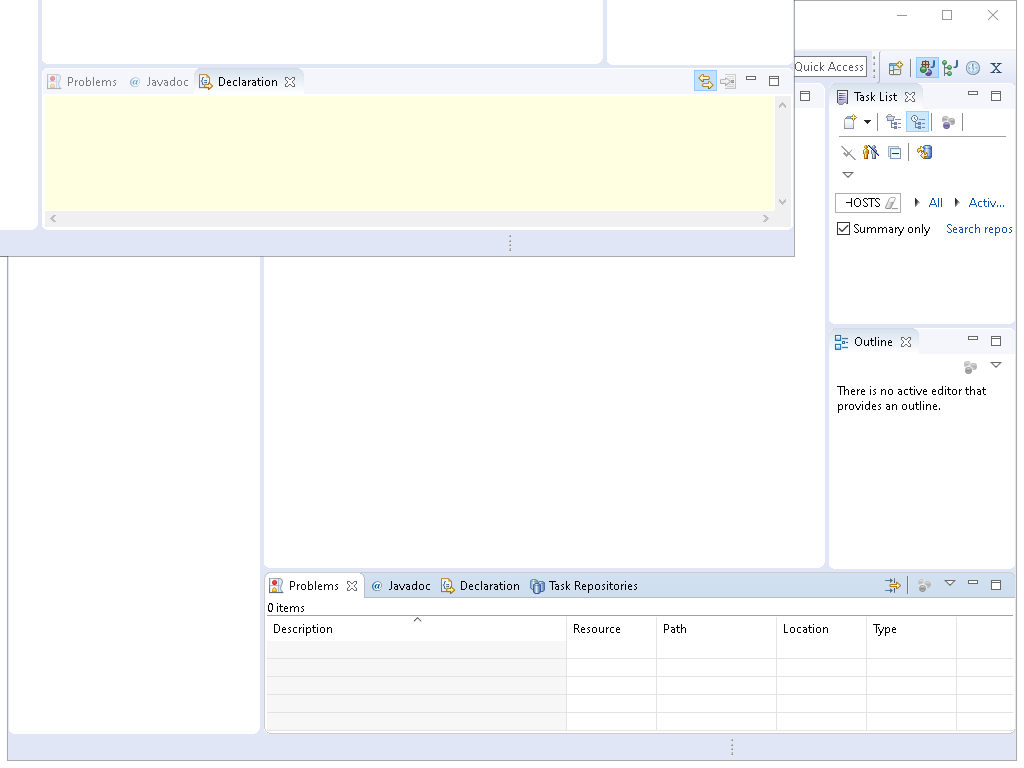 Problems @ Javadoc Declaration
Quick Access
Task List
HOSTS All Activ...
Summary only Search repos
Outline
There is no active editor that
provides an outline.
Problems @ Javadoc Declaration Task Repositories
0 items
Description Resource Path Location Type